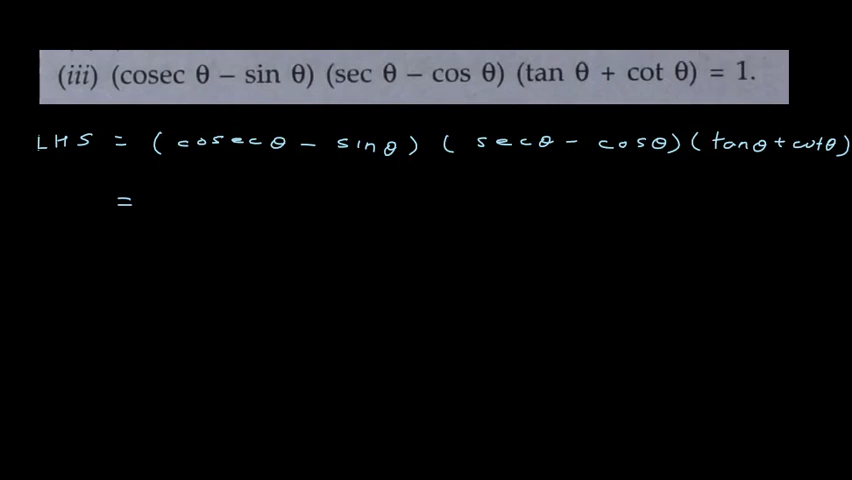 (iii) (cosec θ − sin θ) (sec θ − cos θ) (tan θ + cot θ) = 1.
LHS = (cosecθ − sinθ) (secθ − cosθ) (tanθ + cotθ)
=